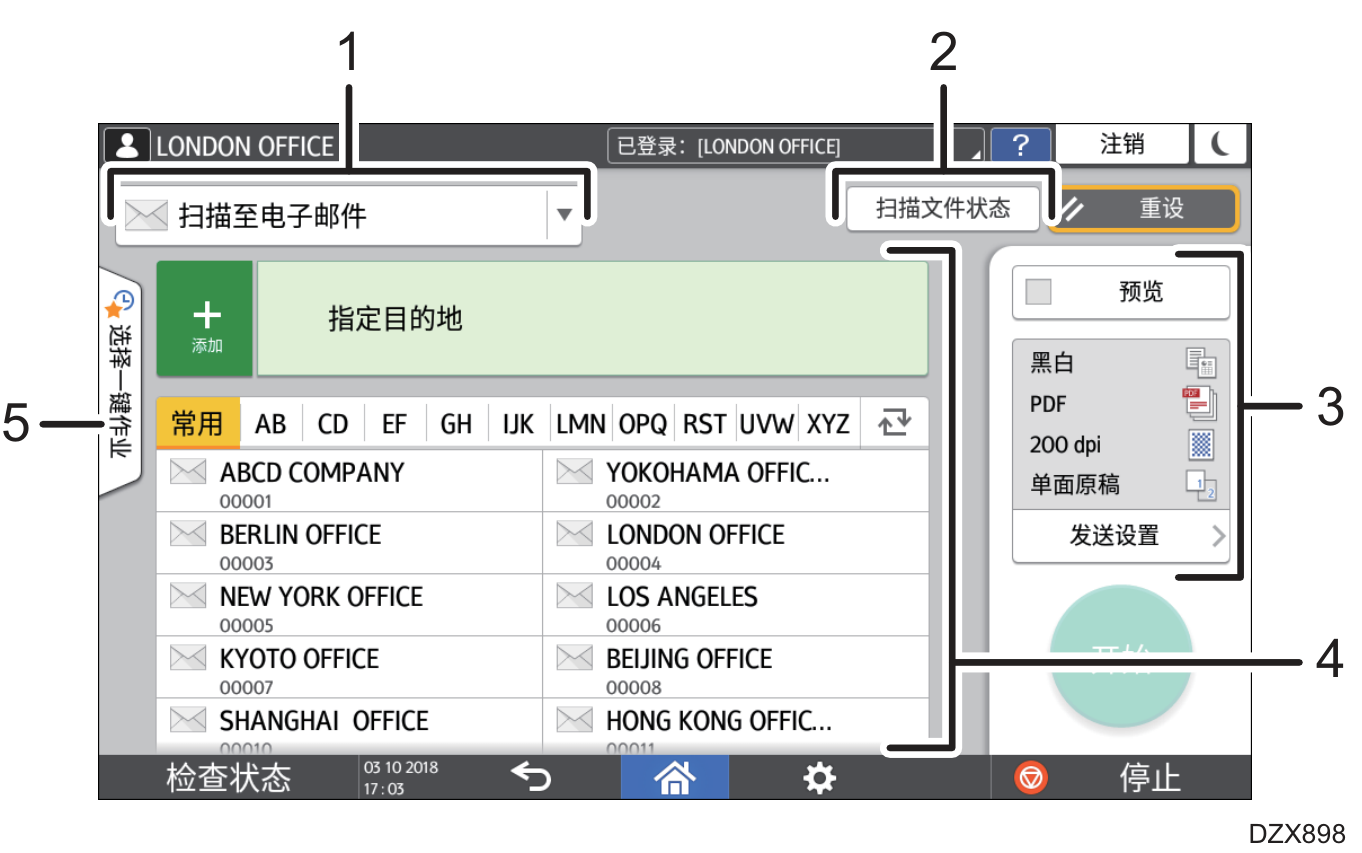 1
2
LONDON OFFICE
已登录：[LONDON OFFICE]
?
注销
扫描至电子邮件
扫描文件状态
重设
预览
添加
指定目的地
选择一键作业
黑白
PDF
PDF
200 dpi
单面原稿
1 2
发送设置
3
5
常用 AB CD EF GH IJK LMN OPQ RST UVW XYZ
ABCD COMPANY
00001
YOKOHAMA OFFIC...
00002
BERLIN OFFICE
00003
LONDON OFFICE
00004
NEW YORK OFFICE
00005
LOS ANGELES
00006
KYOTO OFFICE
00007
BEIJING OFFICE
00008
SHANGHAI OFFICE
00010
HONG KONG OFFIC...
00011
开始
4
检查状态
03 10 2018
17 : 03
停止
DZX898